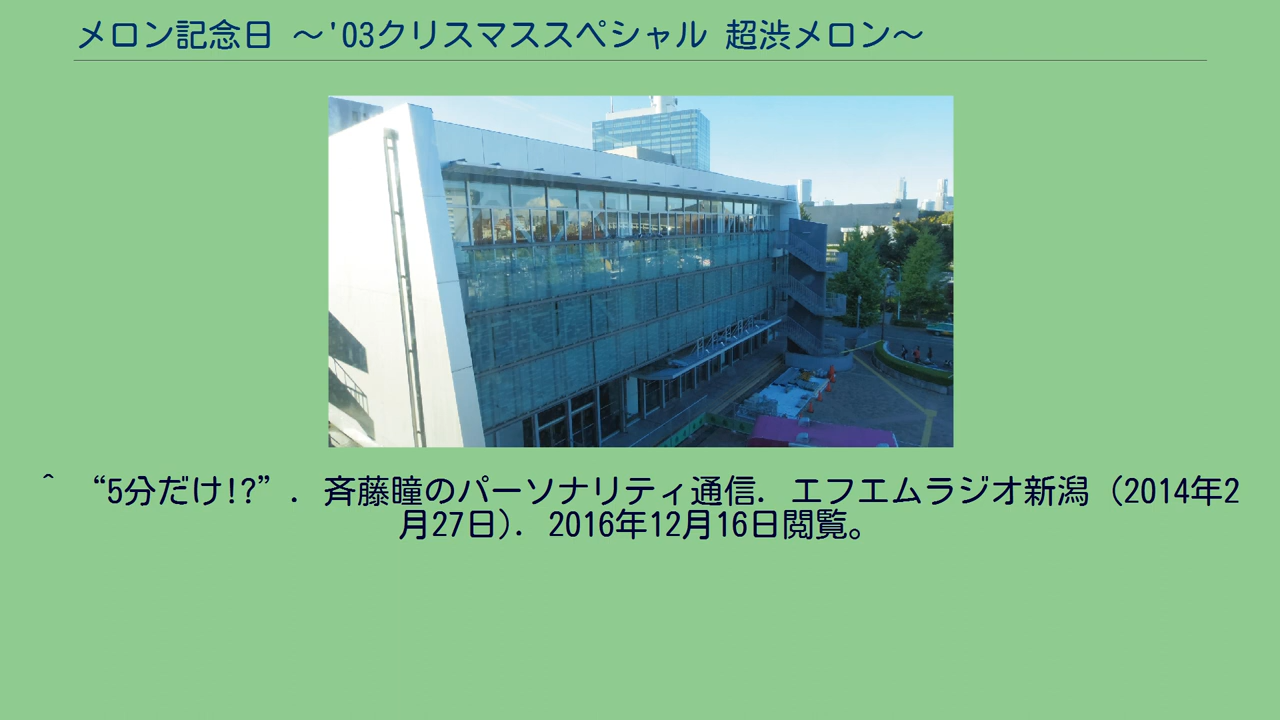 メロン記念日 ～'03クリスマススペシャル 超渋メロン～
^ “5分だけ!?”. 斉藤瞳のパーソナリティ通信. エフエムラジオ新潟 (2014年2
月27日). 2016年12月16日閲覧。